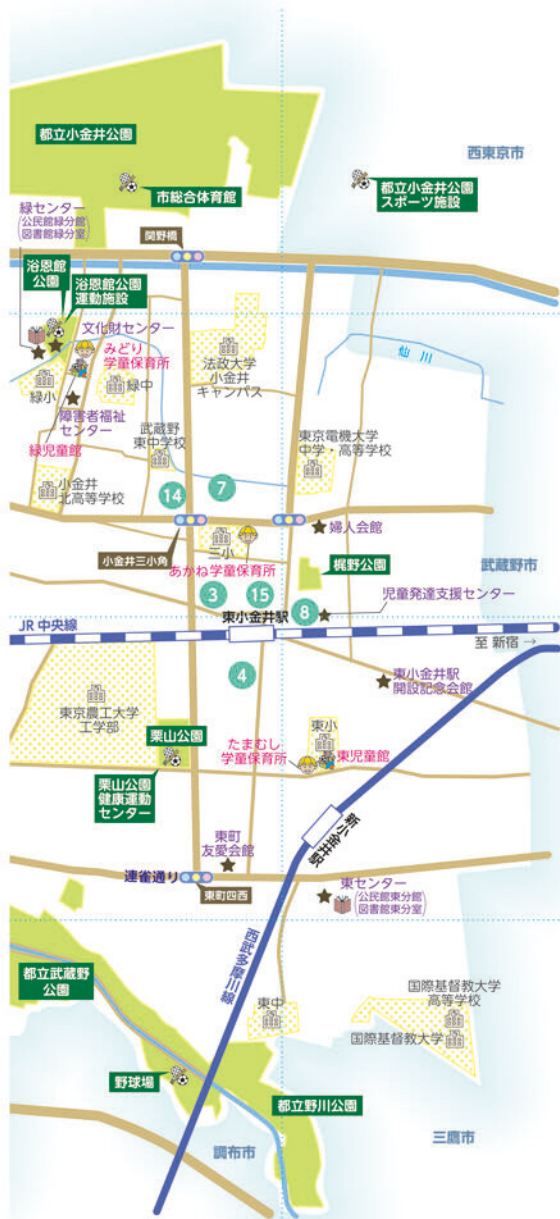 都立小金井公園
西東京市
市総合体育館
都立小金井公園
スポーツ施設
緑センター
(公民館緑分館
図書館緑分室)
関野橋
浴恩館
公園
浴恩館公園
運動施設
文化財センター
みどり
学童保育所
法政大学
小金井
キャンパス
仙川
緑小
緑中
障害者福祉
センター
武蔵野
東中学校
東京電機大学
中学・高等学校
緑児童館
小金井
北高等学校
14
7
婦人会館
小金井三小角
三小
あかね学童保育所
梶野公園
武蔵野市
児童発達支援センター
3
15
8
東小金井駅
JR 中央線
至 新宿 →
4
東小金井駅
開設記念会館
東京農工大学
工学部
栗山公園
東小
たまむし
学童保育所
東児童館
栗山公園
健康運動
センター
新小金井駅
東町
友愛会館
連雀通り
東町四西
東センター
(公民館東分館
図書館東分室)
西武多摩川線
都立武蔵野
公園
東中
国際基督教大学
高等学校
国際基督教大学
野球場
都立野川公園
調布市
三鷹市